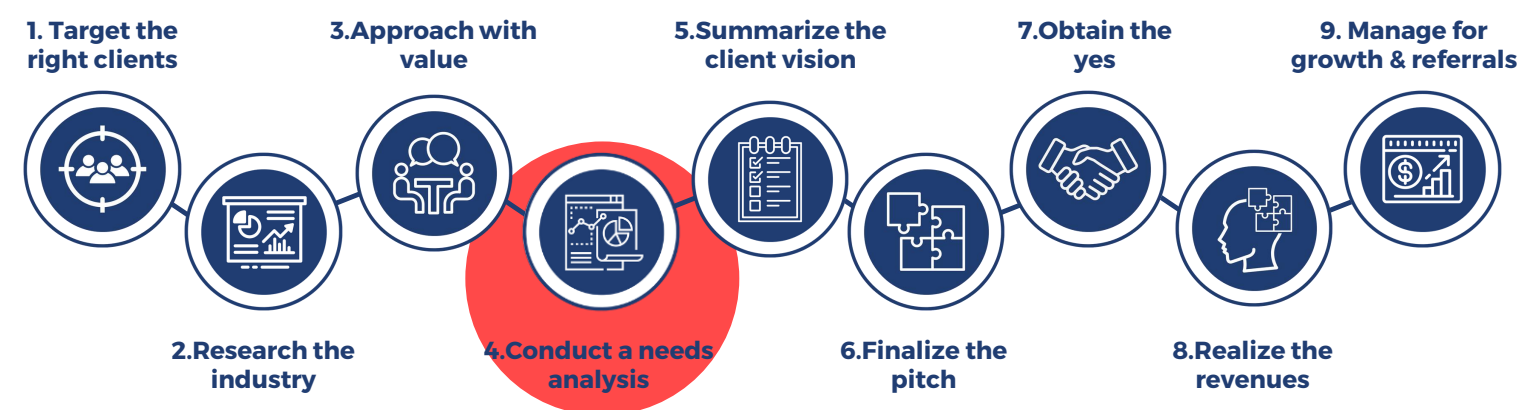 1. Target the
right clients
2.Research the
industry
3.Approach with
value
4.Conduct a needs
analysis
5.Summarize the
client vision
6.Finalize the
pitch
7.Obtain the
yes
8.Realize the
revenues
9. Manage for
growth & referrals